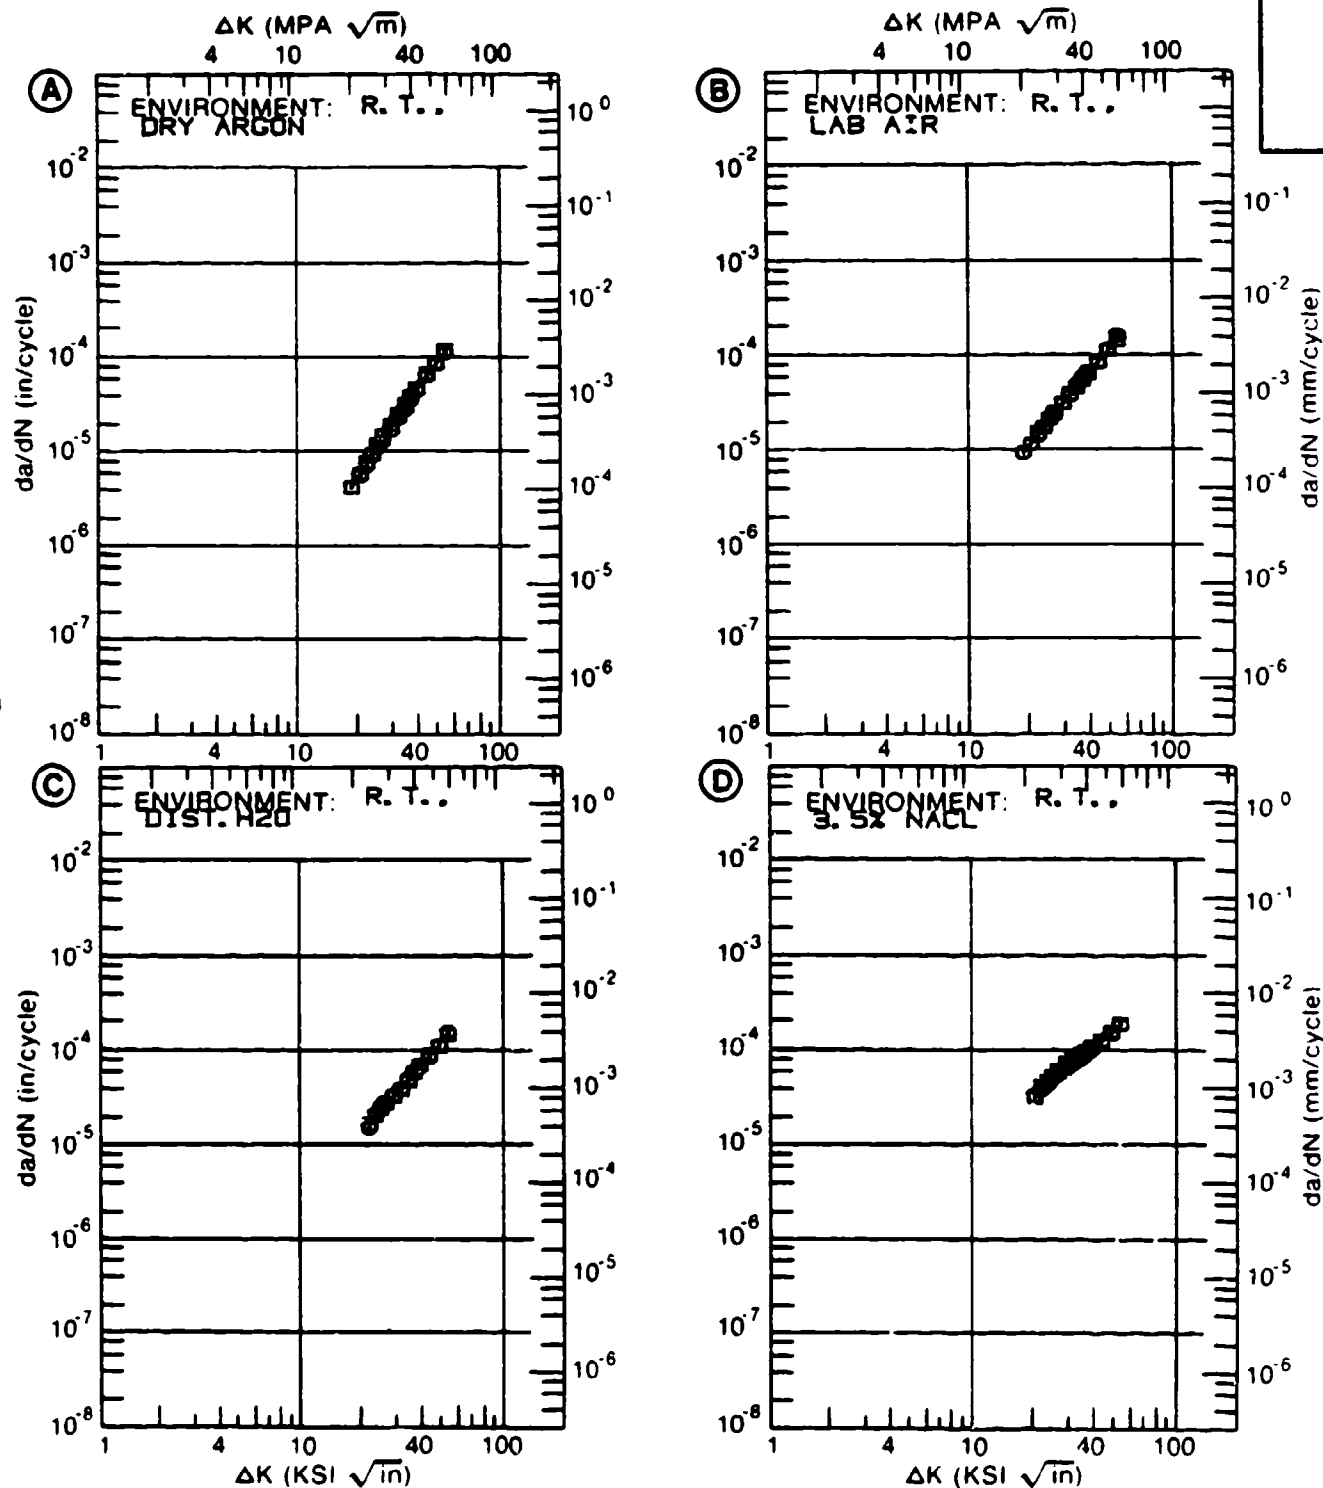 ΔK (MPA √m)
4 10 40 100
A
ENVIRONMENT: R. T..
DRY ARGON
10^0
10^-2
10^-1
10^-3
10^-2
10^-4
10^-3
10^-5
10^-4
10^-6
10^-5
10^-7
10^-6
10^-8
da/dN (in/cycle)
1 4 10 40 100
ΔK (MPA √m)
4 10 40 100
B
ENVIRONMENT: R. T..
LAB AIR
10^-2
10^-1
10^-3
10^-2
10^-4
10^-3
10^-5
10^-4
10^-6
10^-5
10^-7
10^-6
10^-8
da/dN (mm/cycle)
1 4 10 40 100
C
ENVIRONMENT: R. T..
DIST. H2O
10^0
10^-2
10^-1
10^-3
10^-2
10^-4
10^-3
10^-5
10^-4
10^-6
10^-5
10^-7
10^-6
10^-8
da/dN (in/cycle)
1 4 10 40 100
ΔK (KSI √in)
D
ENVIRONMENT: R. T..
3.5% NACL
10^0
10^-2
10^-1
10^-3
10^-2
10^-4
10^-3
10^-5
10^-4
10^-6
10^-5
10^-7
10^-6
10^-8
da/dN (mm/cycle)
1 4 10 40 100
ΔK (KSI √in)